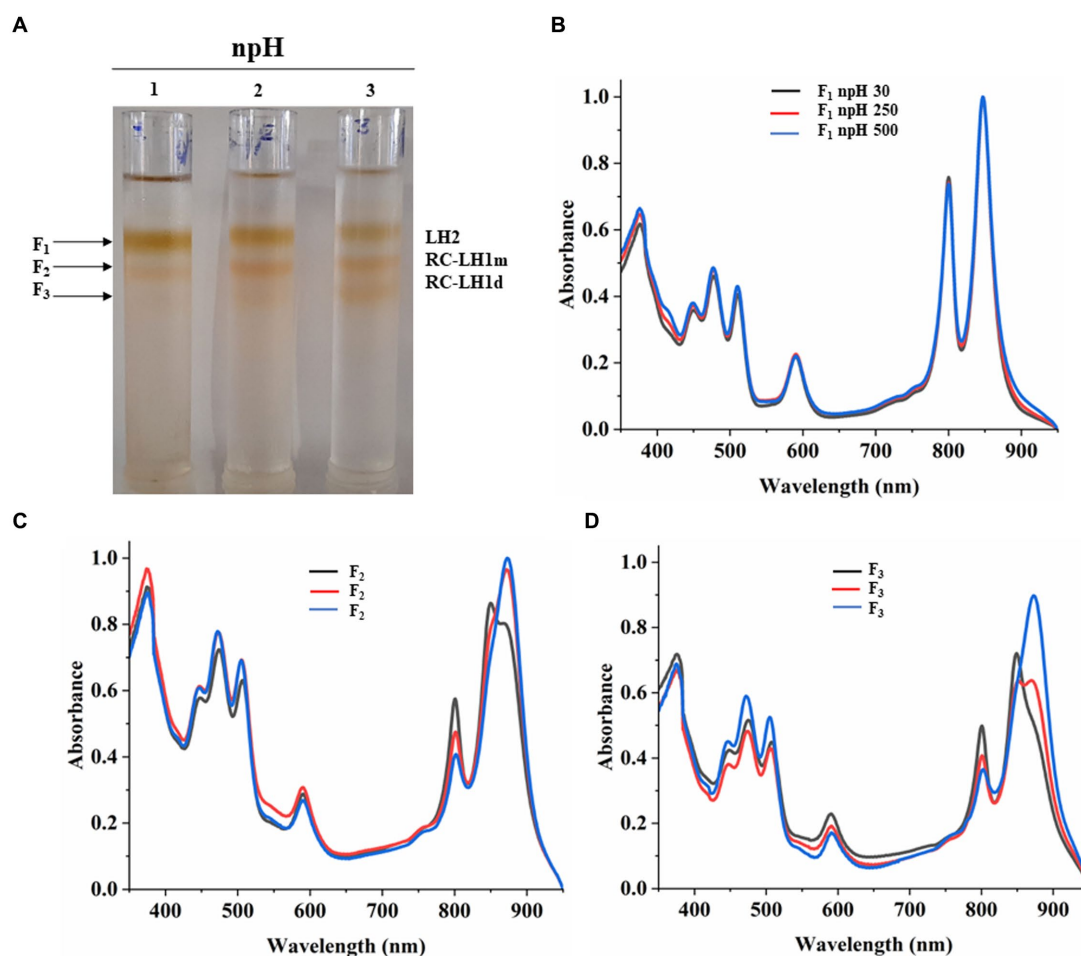 A
npH
1 2 3
F₁
F₂
F₃
LH2
RC-LH1m
RC-LH1d
B
F₁ npH 30
F₁ npH 250
F₁ npH 500
Absorbance
1.0
0.8
0.6
0.4
0.2
0.0
400 500 600 700 800 900
Wavelength (nm)
C
F₂
F₂
F₂
Absorbance
1.0
0.8
0.6
0.4
0.2
0.0
400 500 600 700 800 900
Wavelength (nm)
D
F₃
F₃
F₃
Absorbance
1.0
0.8
0.6
0.4
0.2
0.0
400 500 600 700 800 900
Wavelength (nm)